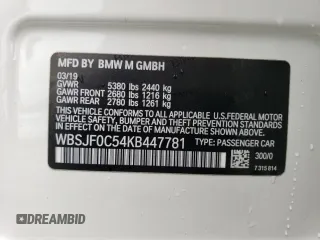 MFD BY BMW M GMBH
03/19
GVWR 5380 lbs 2440 kg
GAWR FRONT 2680 lbs 1216 kg
GAWR REAR 2780 lbs 1261 kg
THIS VEHICLE CONFORMS TO ALL APPLICABLE
U.S.FEDERAL MOTOR
VEHICLE SAFETY, BUMPER,
AND THEFT PREVENTION
STANDARDS IN EFFECT ON
THE DATE OF MANUFACTURE
SHOWN ABOVE.
WBSJF0C54KB447781
TYPE: PASSENGER CAR
300/0
7 315 814
DREAMBID
DREAMBID.COM